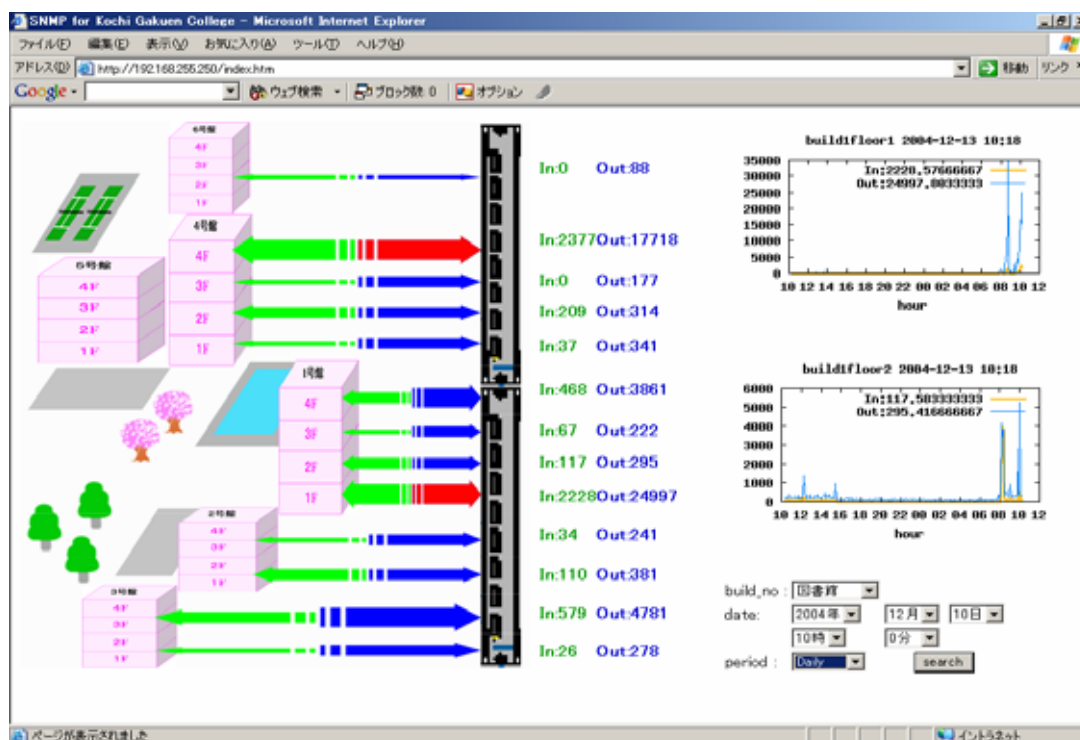 SNMP for Kochi Gakuen College - Microsoft Internet Explorer
ファイル(F) 編集(E) 表示(V) お気に入り(A) ツール(T) ヘルプ(H)
アドレス(D) http://192.168.255.250/index.htm 移動 リンク
Google ウェブ検索 ブロック数: 0 オプション
6号館
4F
3F
2F
1F
In:0 Out:88
4号館
4F
3F
2F
1F
In:2377Out:17718
In:0 Out:177
In:209 Out:314
In:37 Out:341
5号館
4F
3F
2F
1F
1号館
4F
3F
2F
1F
In:468 Out:3861
In:67 Out:222
In:117 Out:295
In:2228Out:24997
2号館
4F
3F
2F
1F
In:34 Out:241
In:110 Out:381
3号館
4F
3F
2F
1F
In:579 Out:4781
In:26 Out:278
build1floor1 2004-12-13 10:18
In:2228.57666667
Out:24997.8033333
35000
30000
25000
20000
15000
10000
5000
0
10 12 14 16 18 20 22 00 02 04 06 08 10 12
hour
build1floor2 2004-12-13 10:18
In:117.583333333
Out:295.416666667
6000
5000
4000
3000
2000
1000
0
10 12 14 16 18 20 22 00 02 04 06 08 10 12
hour
build_no : 図書館
date: 2004年 12月 10日
10時 0分
period : Daily search
ページが表示されました イントラネット